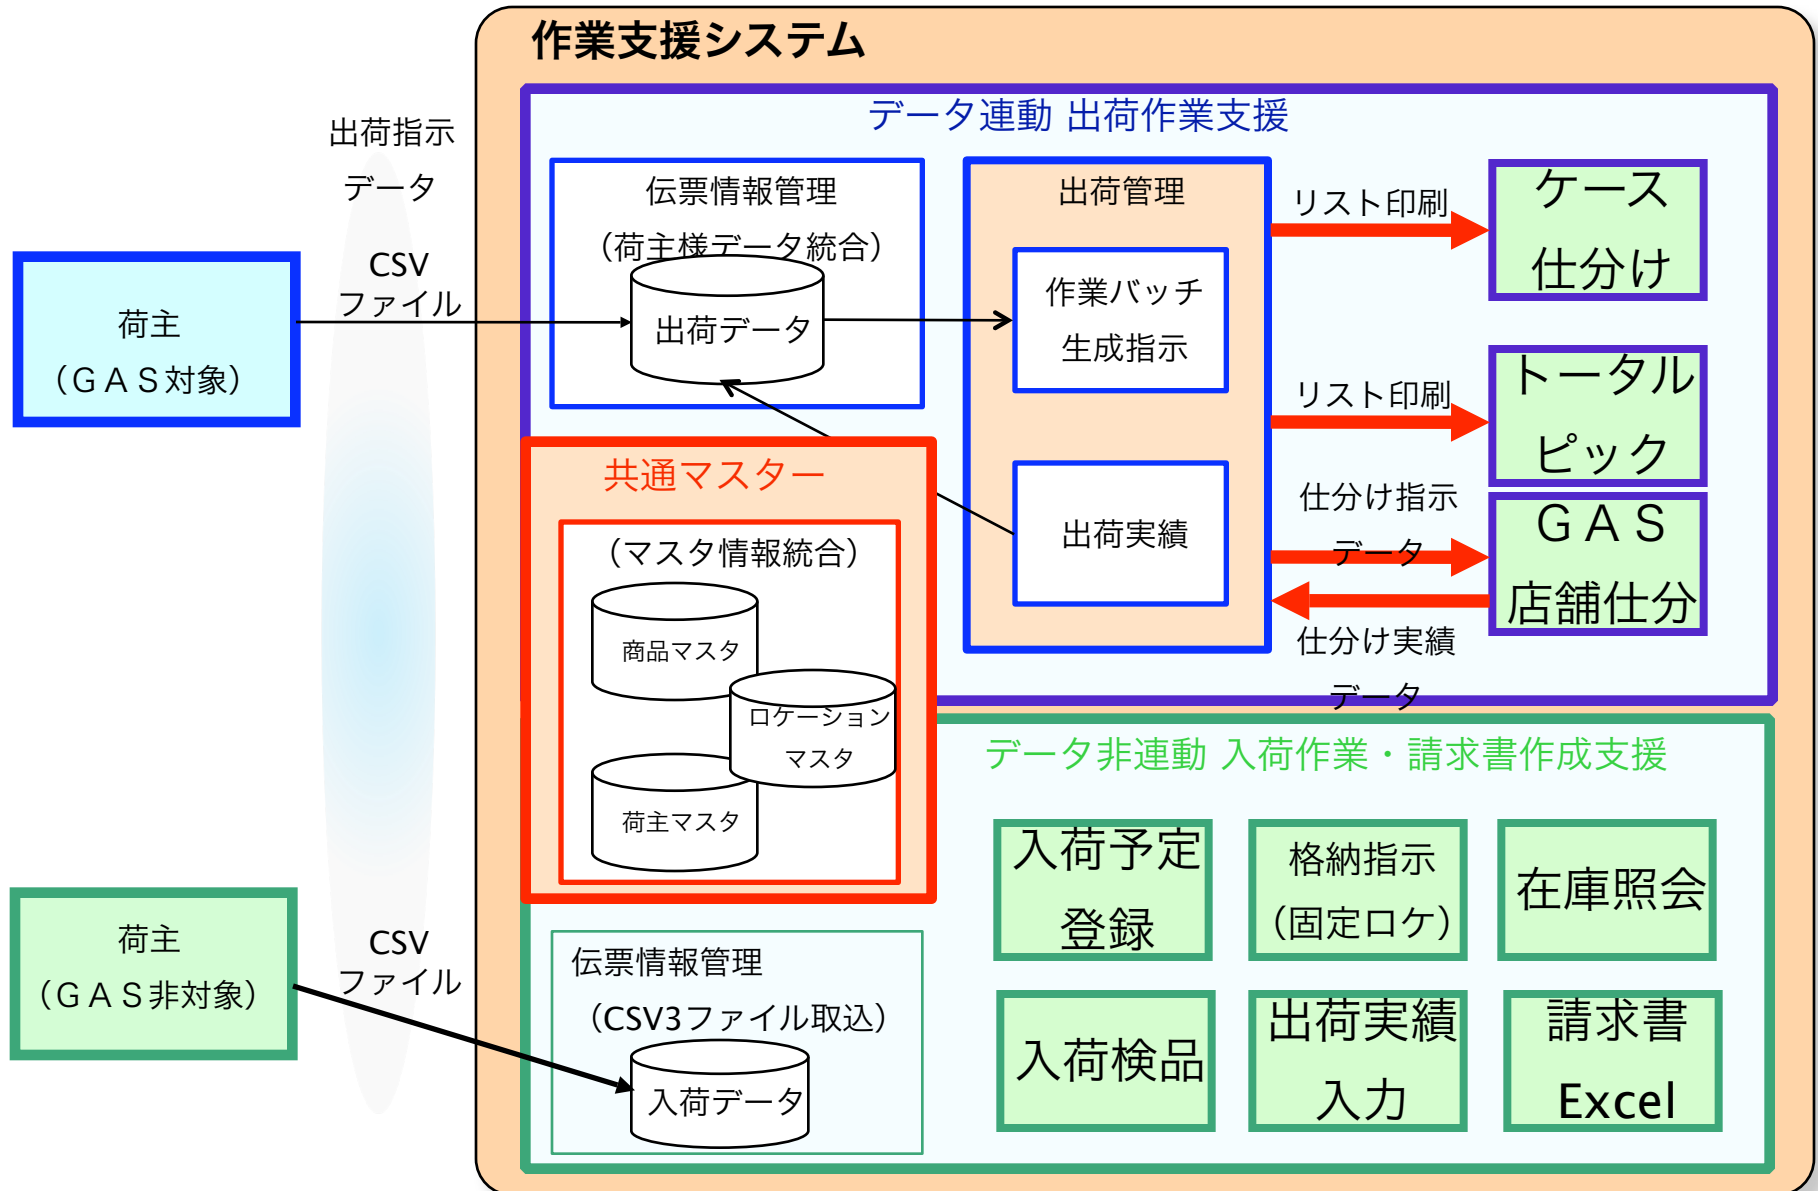 作業支援システム
データ連動 出荷作業支援
出荷指示
データ
CSV
ファイル
荷主
（ＧＡＳ対象）
伝票情報管理
（荷主様データ統合）
出荷データ
出荷管理
作業バッチ
生成指示
出荷実績
リスト印刷
ケース
仕分け
リスト印刷
トータル
ピック
仕分け指示
データ
ＧＡＳ
店舗仕分
仕分け実績
データ
共通マスター
（マスタ情報統合）
商品マスタ
ロケーション
マスタ
荷主マスタ
データ非連動 入荷作業・請求書作成支援
荷主
（ＧＡＳ非対象）
CSV
ファイル
伝票情報管理
（CSV3ファイル取込）
入荷データ
入荷予定
登録
格納指示
（固定ロケ）
在庫照会
入荷検品
出荷実績
入力
請求書
Excel